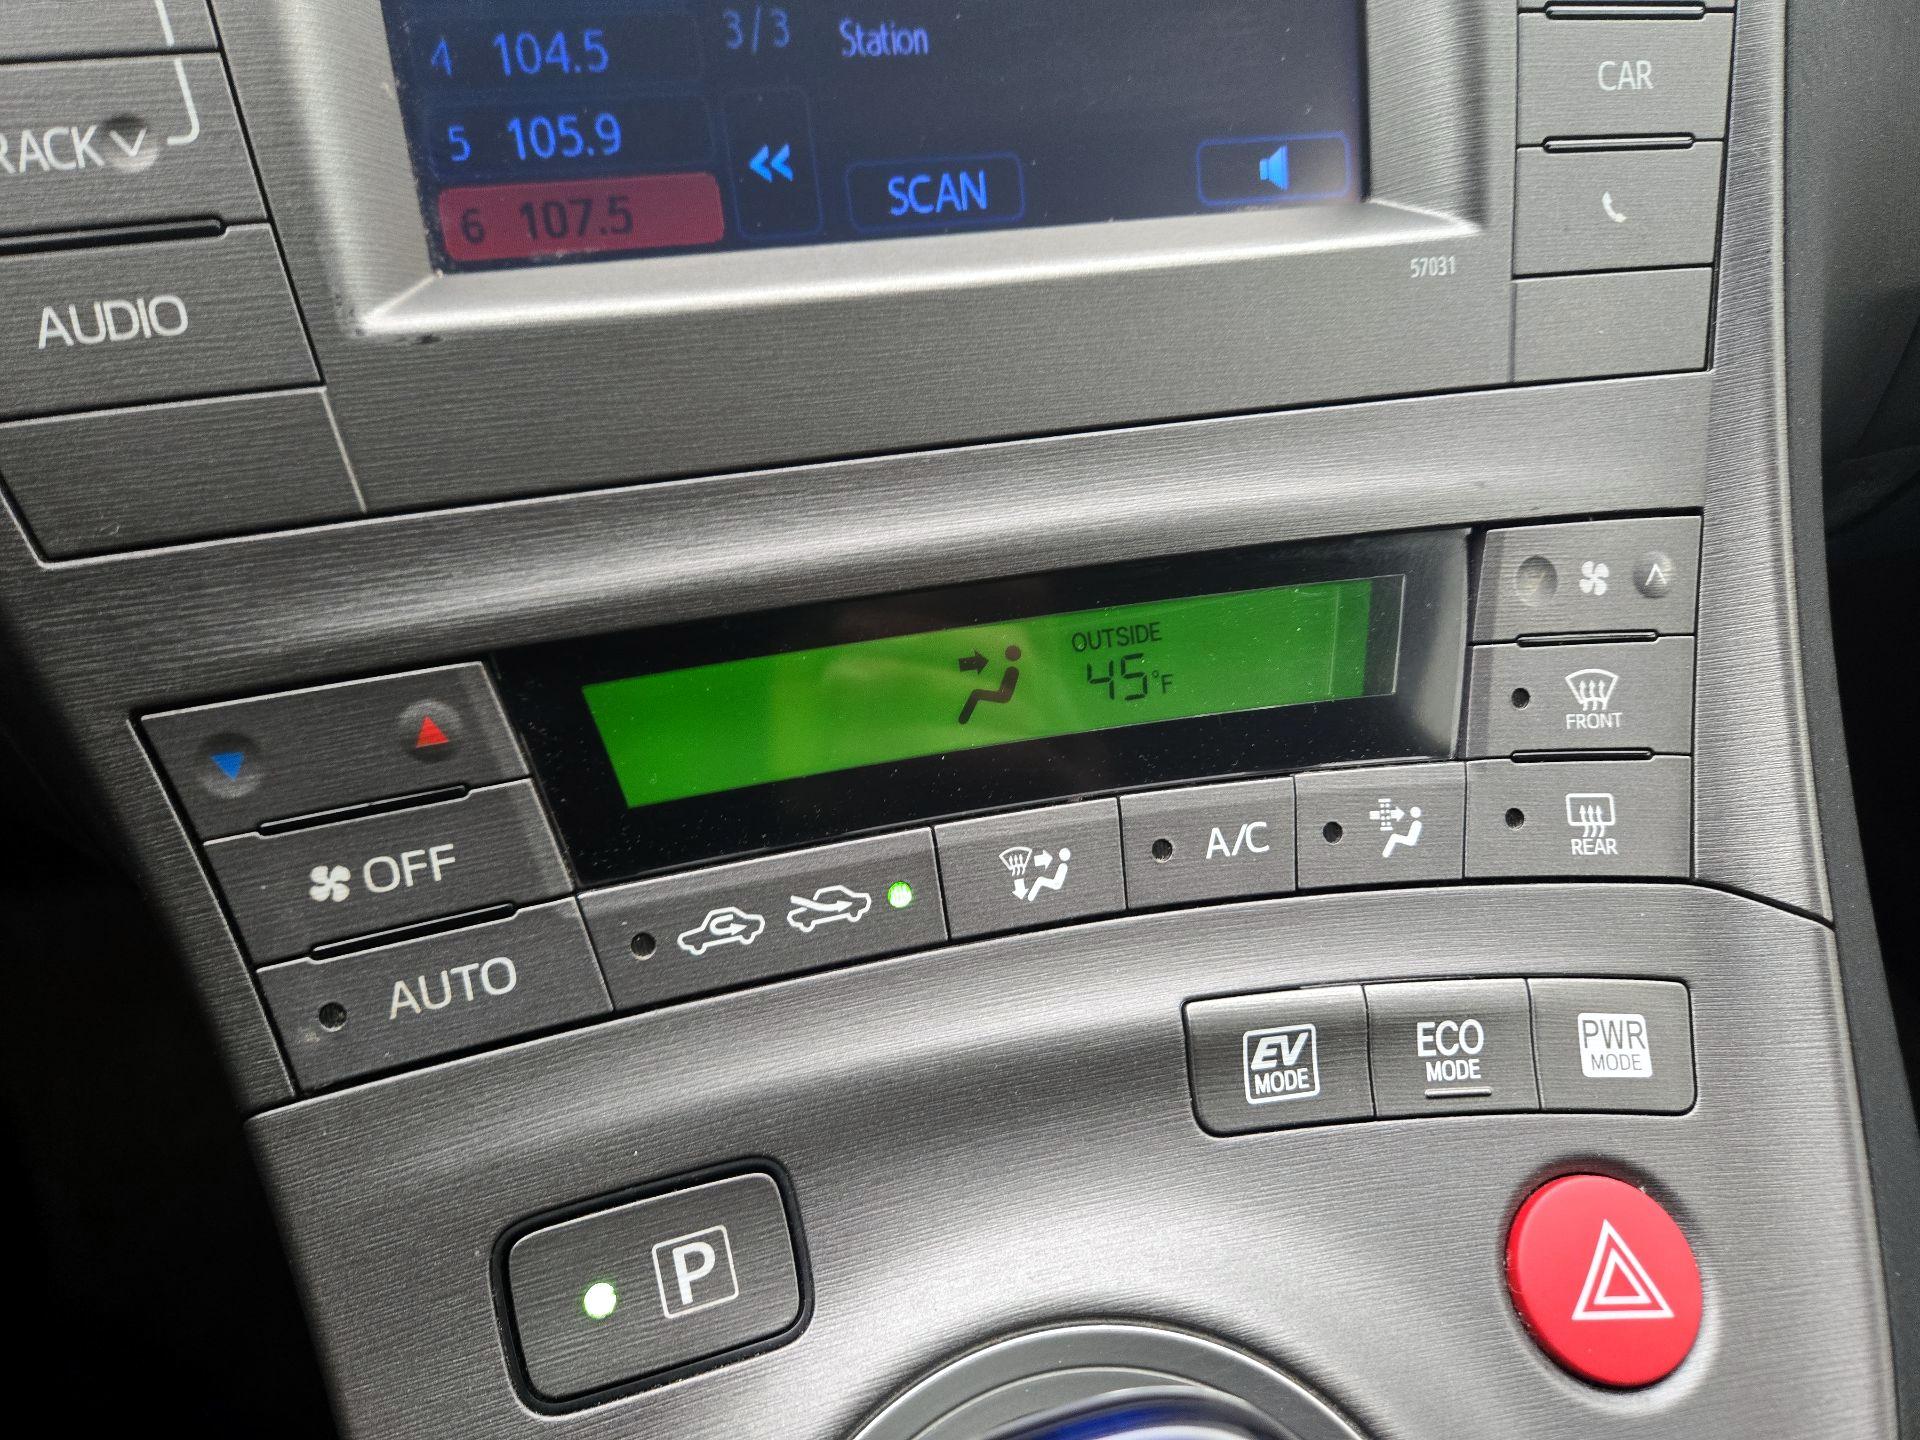 4 104.5
3/3
Station
CAR
RACK
5 105.9
SCAN
6 107.5
57031
AUDIO
OUTSIDE
45°F
FRONT
OFF
A/C
REAR
AUTO
EV
MODE
ECO
MODE
PWR
MODE
P